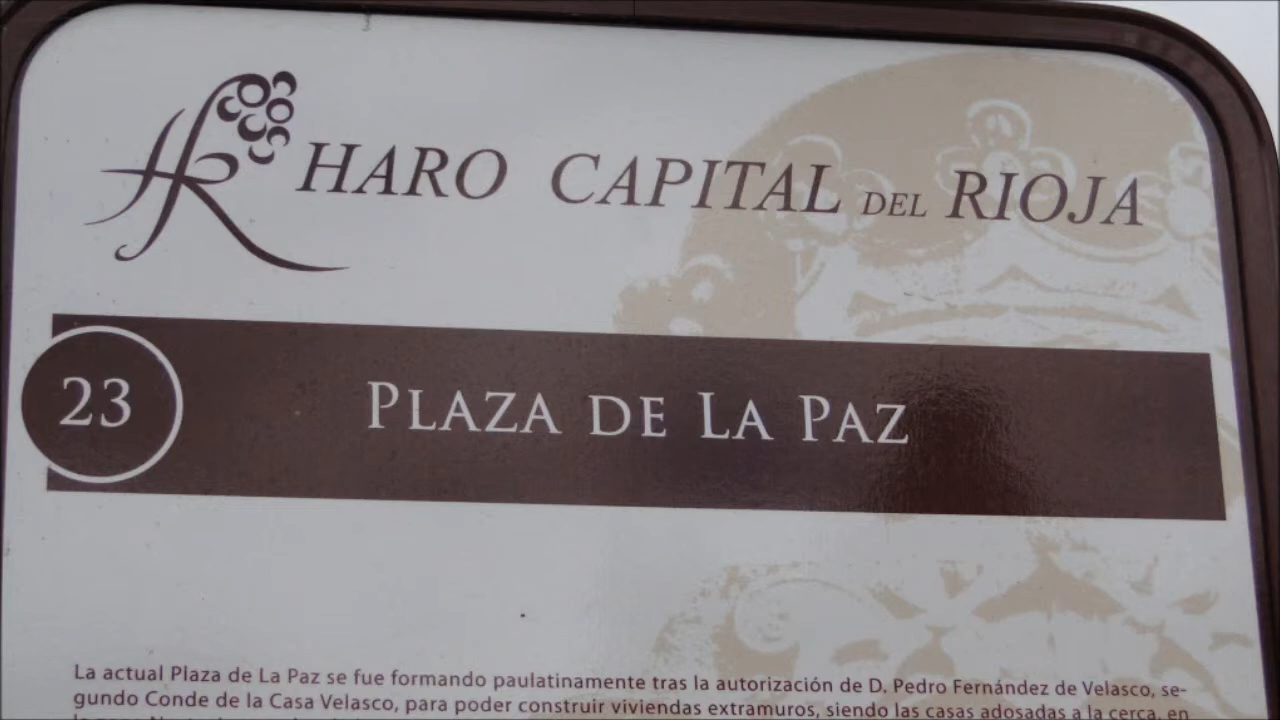 HR HARO CAPITAL DEL RIOJA
23 PLAZA DE LA PAZ
La actual Plaza de La Paz se fue formando paulatinamente tras la autorización de D. Pedro Fernández de Velasco, se-
gundo Conde de la Casa Velasco, para poder construir viviendas extramuros, siendo las casas adosadas a la cerca, en